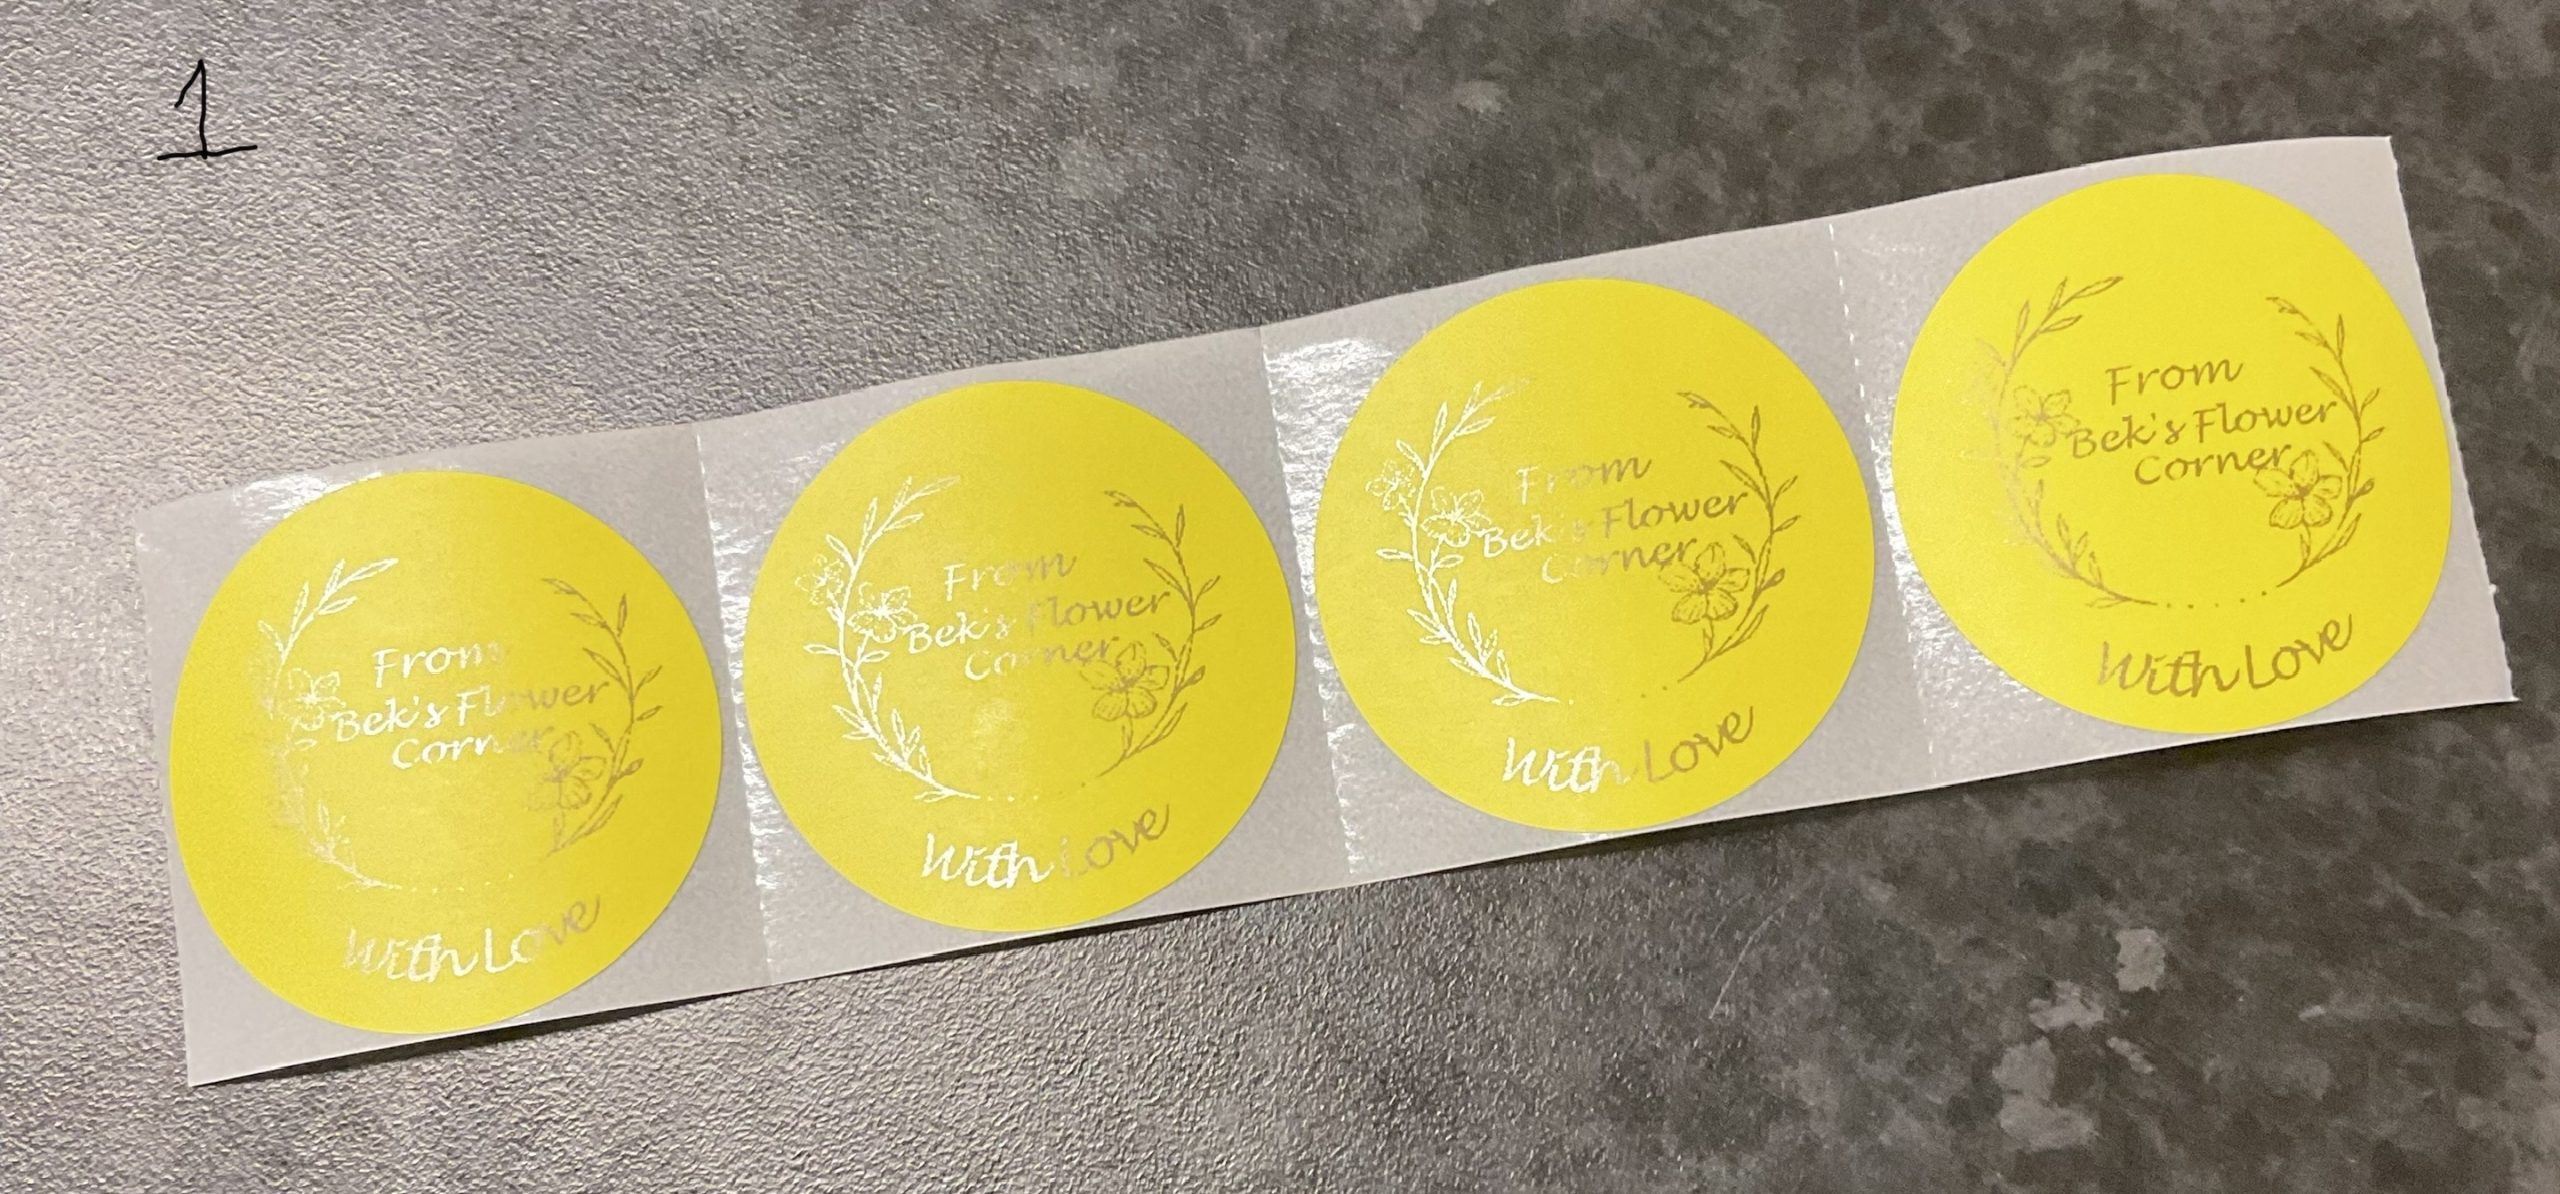 1
From
Bek's Flower
Corner
With Love
From
Bek's Flower
Corner
With Love
From
Bek's Flower
Corner
With Love
From
Bek's Flower
Corner
With Love